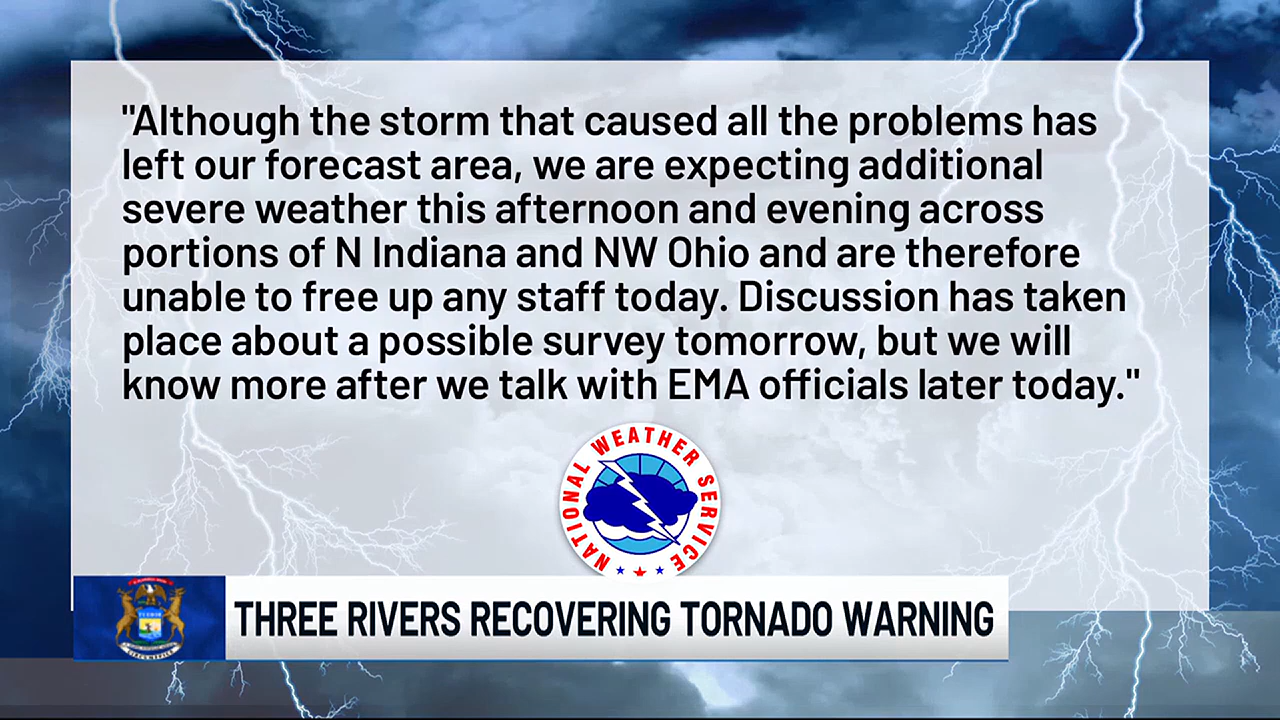 "Although the storm that caused all the problems has
left our forecast area, we are expecting additional
severe weather this afternoon and evening across
portions of N Indiana and NW Ohio and are therefore
unable to free up any staff today. Discussion has taken
place about a possible survey tomorrow, but we will
know more after we talk with EMA officials later today."
NATIONAL WEATHER SERVICE
THREE RIVERS RECOVERING TORNADO WARNING